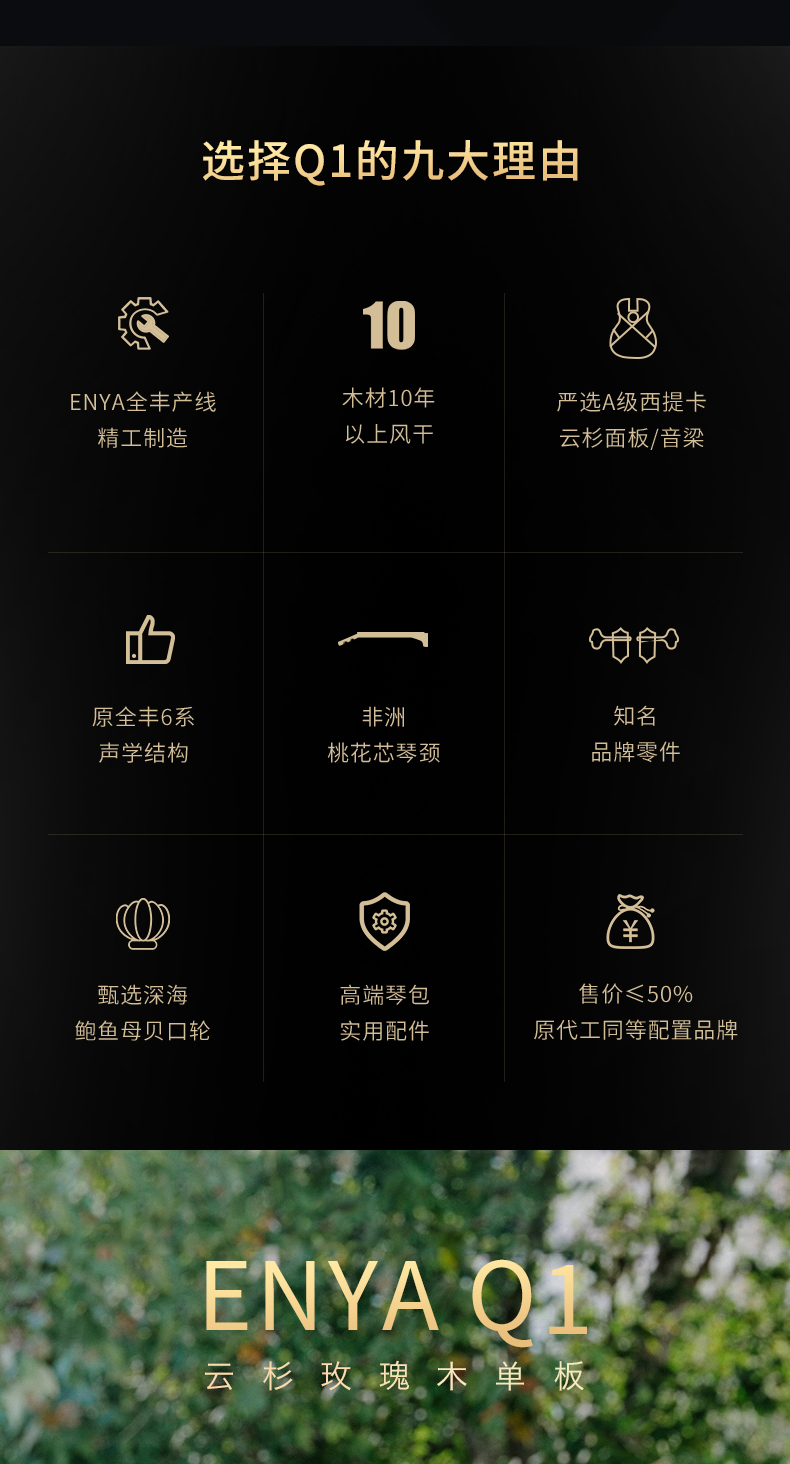 选择Q1的九大理由
ENYA全丰产线
精工制造
10
木材10年
以上风干
严选A级西提卡
云杉面板/音梁
原全丰6系
声学结构
非洲
桃花芯琴颈
知名
品牌零件
甄选深海
鲍鱼母贝口轮
高端琴包
实用配件
¥
售价≤50%
原代工同等配置品牌
ENYA Q1
云杉玫瑰木单板